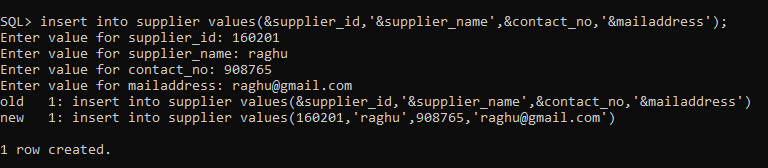 SQL> insert into supplier values(&supplier_id,'&supplier_name',&contact_no,'&mailaddress');
Enter value for supplier_id: 160201
Enter value for supplier_name: raghu
Enter value for contact_no: 908765
Enter value for mailaddress: raghu@gmail.com
old   1: insert into supplier values(&supplier_id,'&supplier_name',&contact_no,'&mailaddress')
new   1: insert into supplier values(160201,'raghu',908765,'raghu@gmail.com')
1 row created.